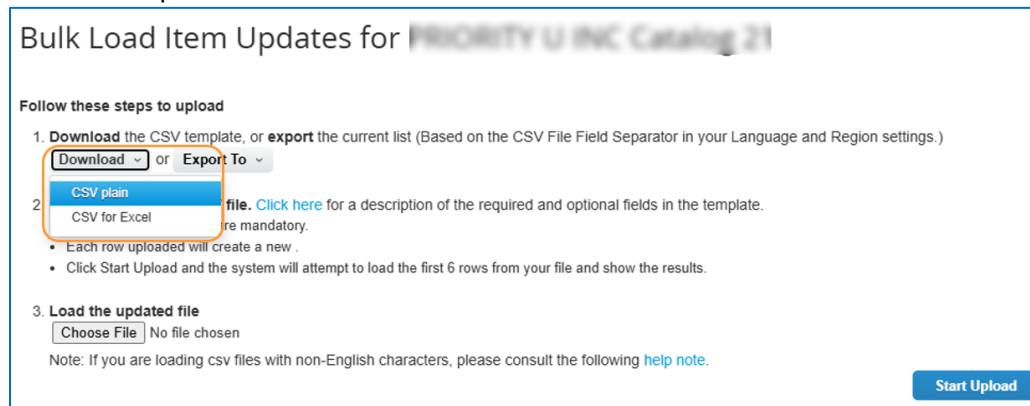 Bulk Load Item Updates for
Follow these steps to upload
1. Download the CSV template, or export the current list (Based on the CSV File Field Separator in your Language and Region settings.)
Download or Export To
CSV plain
CSV for Excel
2 file. Click here for a description of the required and optional fields in the template.
re mandatory.
• Each row uploaded will create a new .
• Click Start Upload and the system will attempt to load the first 6 rows from your file and show the results.
3. Load the updated file
Choose File No file chosen
Note: If you are loading csv files with non-English characters, please consult the following help note.
Start Upload